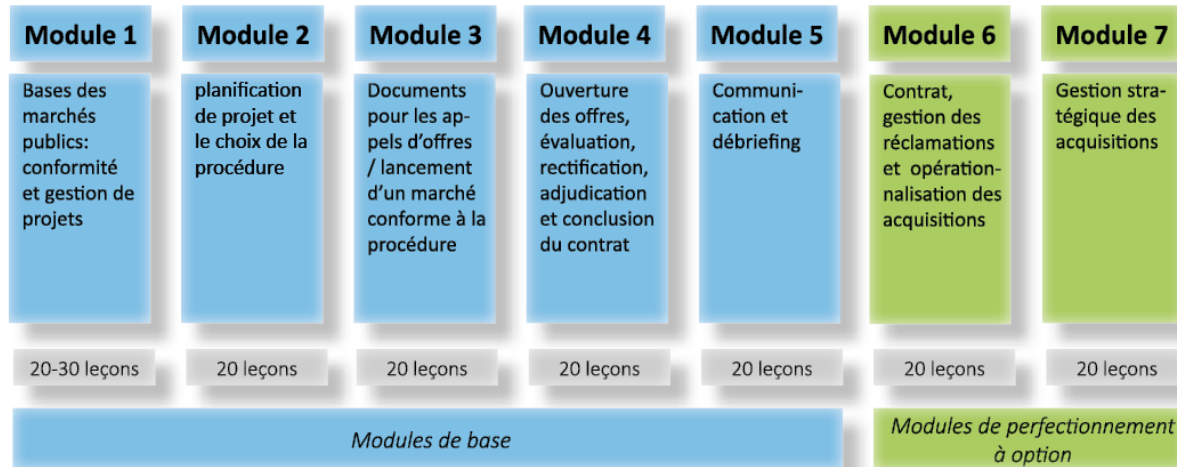 Module 1
Bases des
marchés
publics:
conformité
et gestion de
projets
20-30 leçons
Module 2
planification
de projet et
le choix de la
procédure
20 leçons
Module 3
Documents
pour les ap-
pels d'offres
/ lancement
d'un marché
conforme à la
procédure
20 leçons
Module 4
Ouverture
des offres,
évaluation,
rectification,
adjudication
et conclusion
du contrat
20 leçons
Module 5
Communi-
cation et
débriefing
20 leçons
Module 6
Contrat,
gestion des
réclamations
et opération-
nalisation des
acquisitions
20 leçons
Module 7
Gestion stra-
tégique des
acquisitions
20 leçons
Modules de base
Modules de perfectionnement
à option